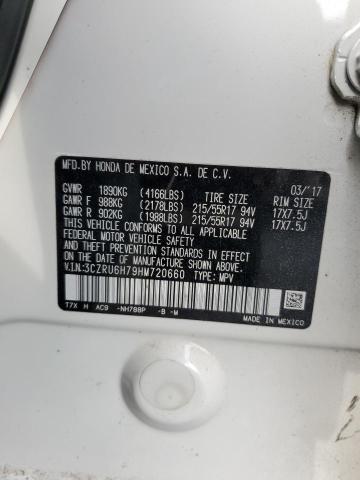 MFD.BY HONDA DE MEXICO S.A. DE C.V.
03/'17
GVWR 1890KG (4166LBS) TIRE SIZE RIM SIZE
GAWR F 988KG (2178LBS) 215/55R17 94V 17X7.5J
GAWR R 902KG (1988LBS) 215/55R17 94V 17X7.5J
THIS VEHICLE CONFORMS TO ALL APPLICABLE
FEDERAL MOTOR VEHICLE SAFETY
STANDARDS IN EFFECT ON THE DATE OF
MANUFACTURE SHOWN ABOVE.
V.I.N:3CZRU6H79HM720660 TYPE: MPV
T7X H AC9 -NH788P -B -M
MADE IN MEXICO